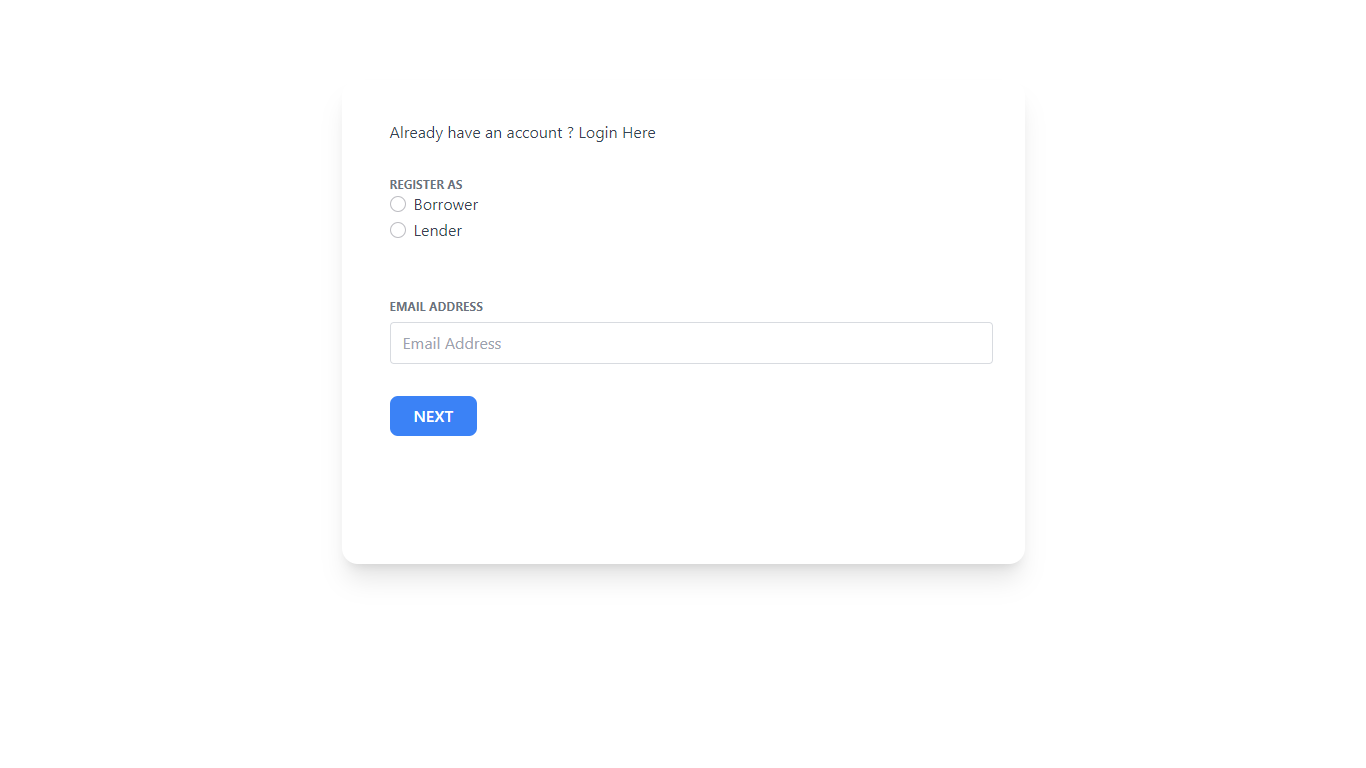 Already have an account ? Login Here
REGISTER AS
Borrower
Lender
EMAIL ADDRESS
Email Address
NEXT